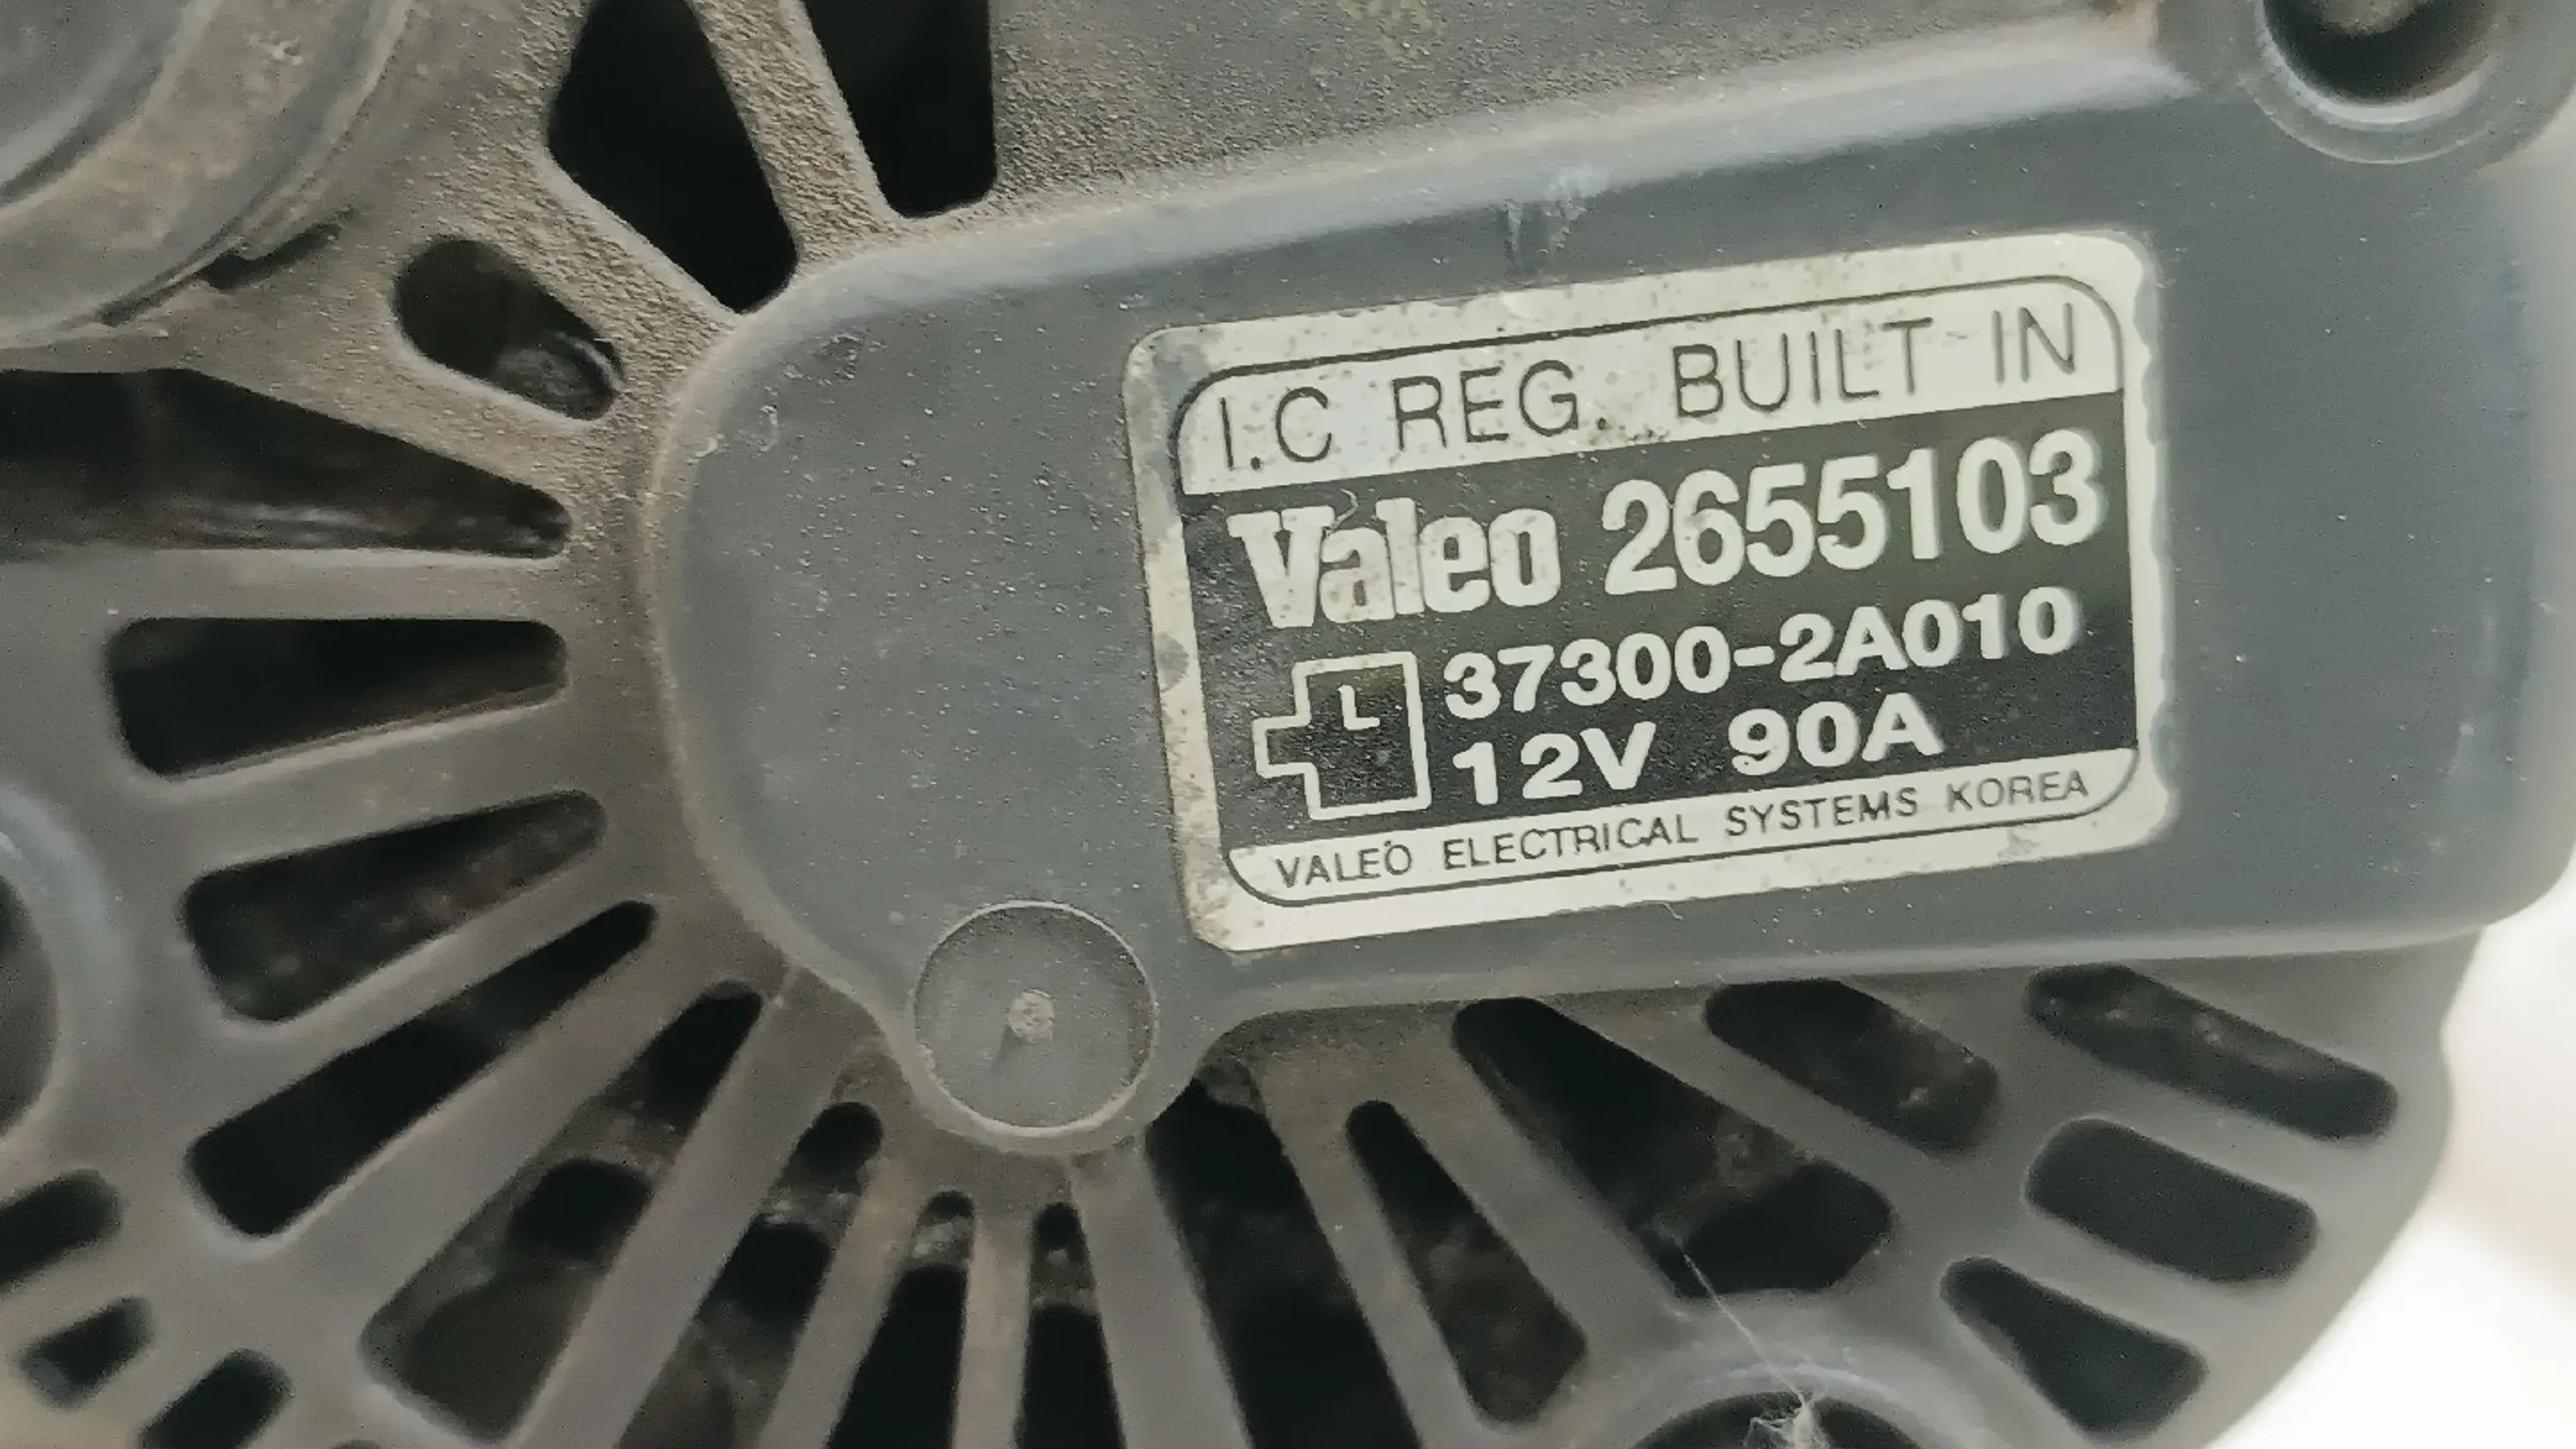 I.C REG. BUILT IN
Valeo 2655103
L 37300-2A010
12V 90A
VALEO ELECTRICAL SYSTEMS KOREA